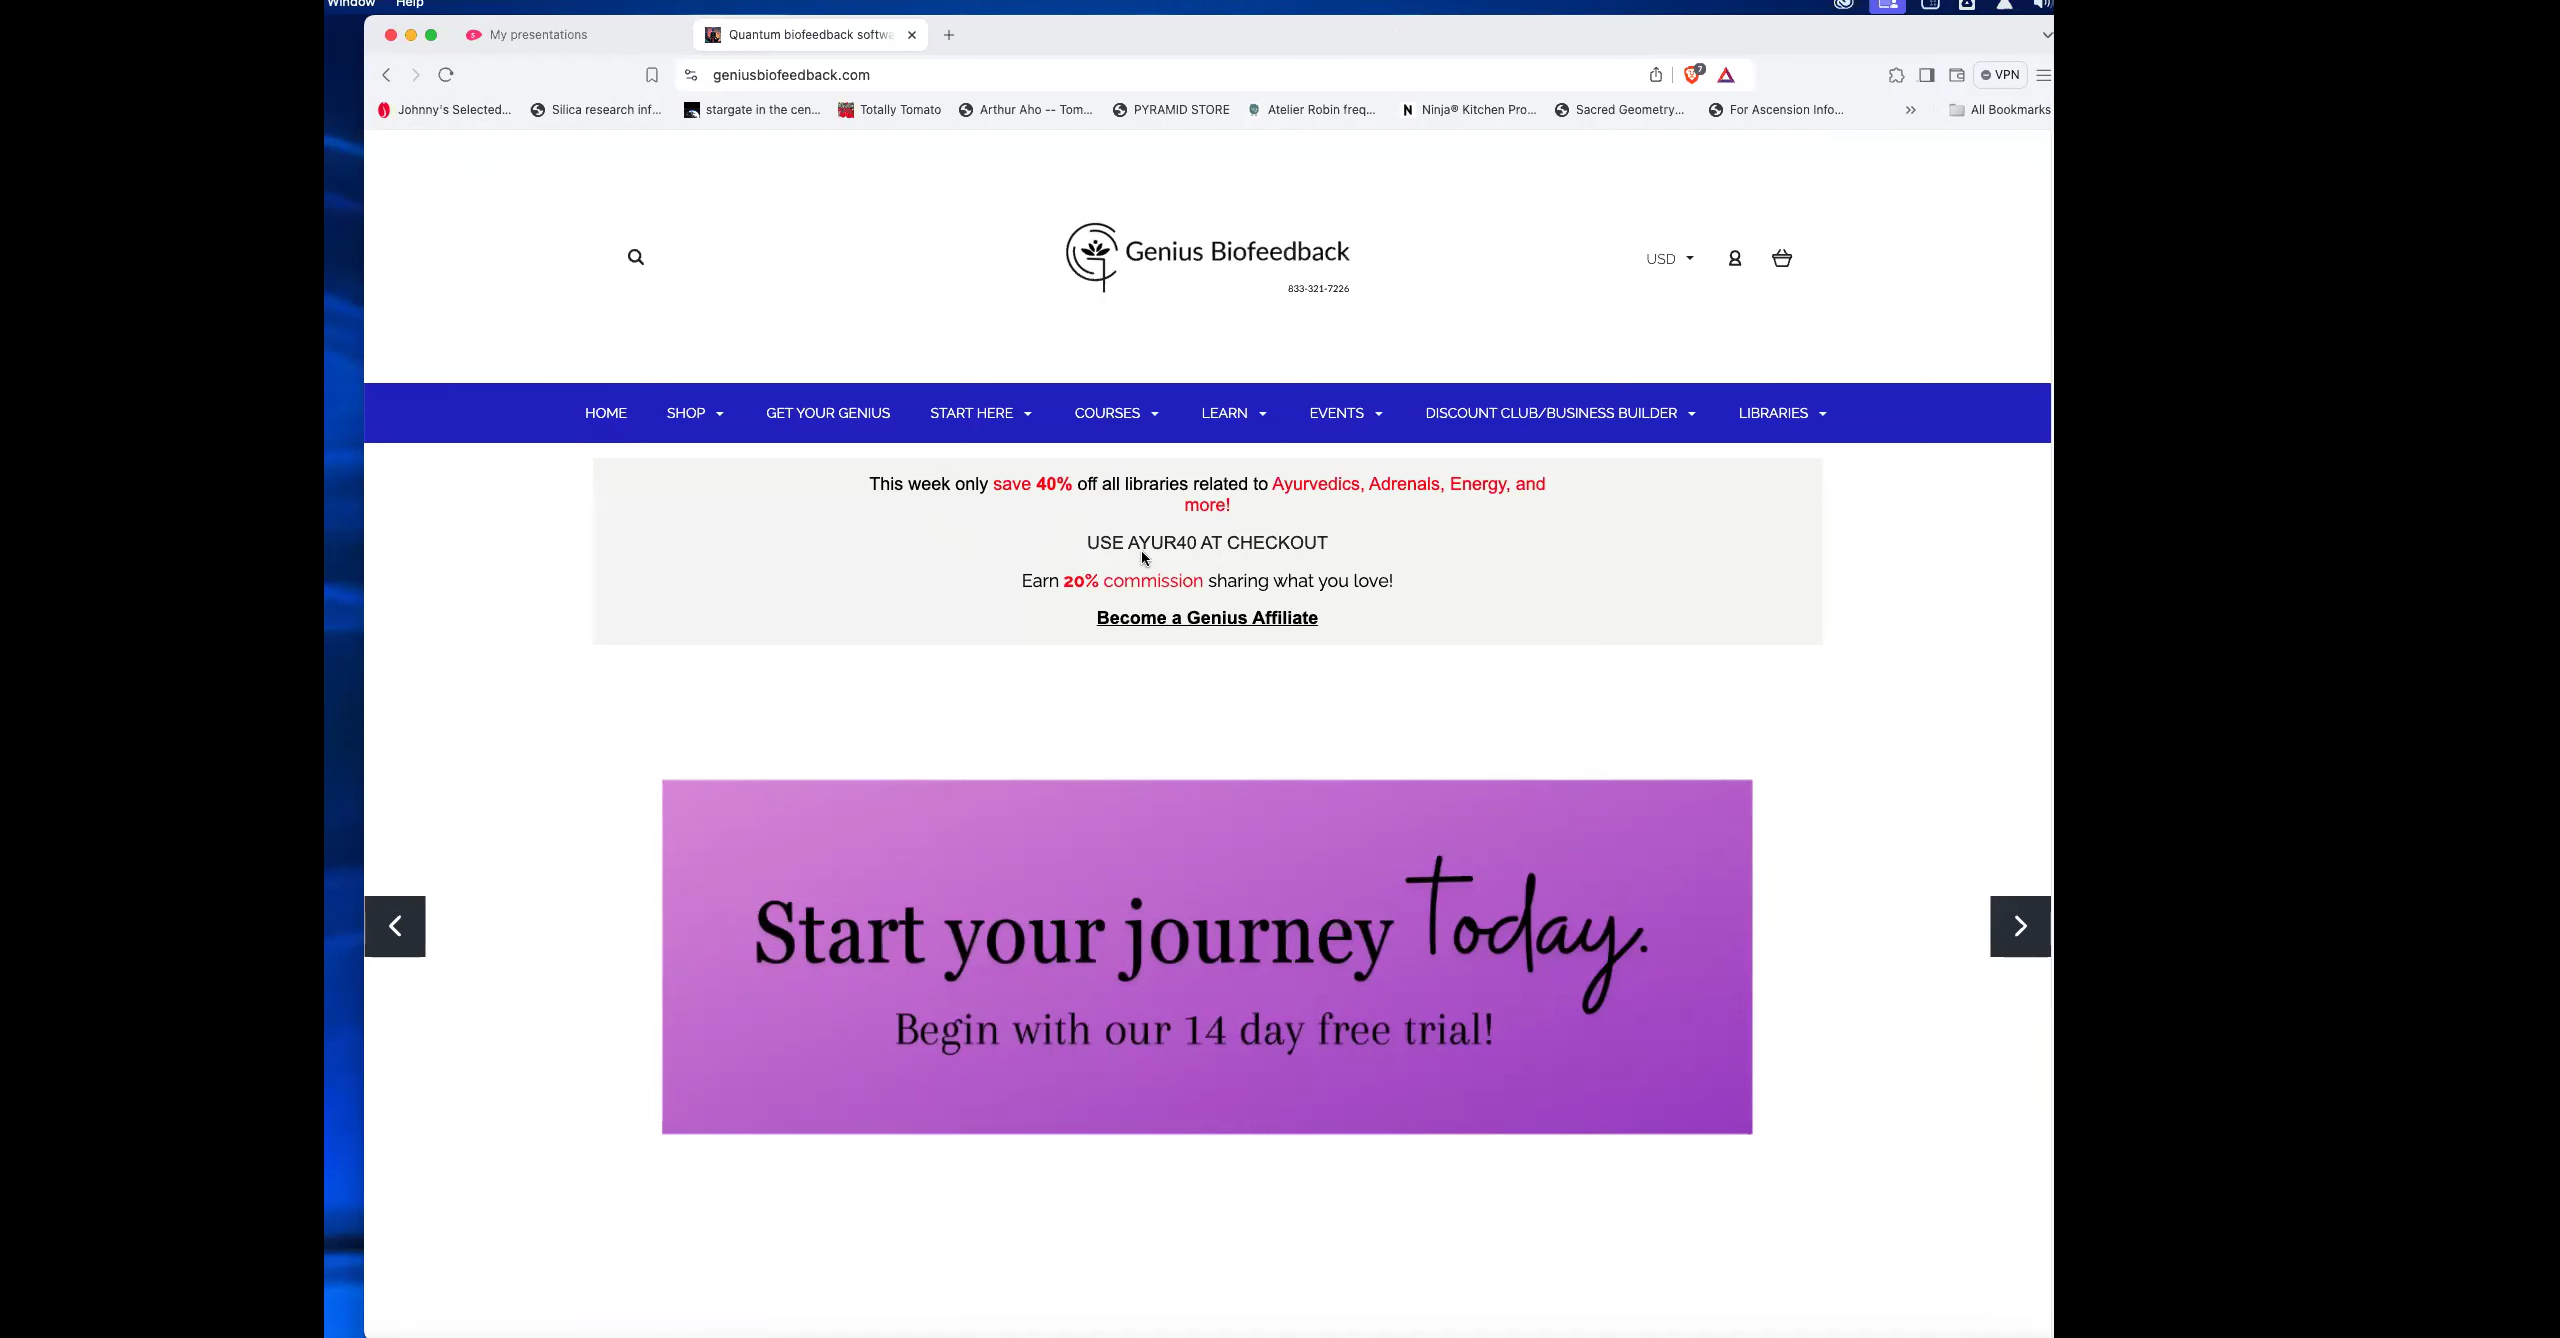 Window Help
My presentations
Quantum biofeedback softwa
geniusbiofeedback.com
7
VPN
Johnny's Selected...
Silica research inf...
stargate in the cen...
Totally Tomato
Arthur Aho -- Tom...
PYRAMID STORE
Atelier Robin freq...
Ninja® Kitchen Pro...
Sacred Geometry...
For Ascension Info...
All Bookmarks
Genius Biofeedback
833-321-7226
USD
HOME
SHOP
GET YOUR GENIUS
START HERE
COURSES
LEARN
EVENTS
DISCOUNT CLUB/BUSINESS BUILDER
LIBRARIES
This week only save 40% off all libraries related to Ayurvedics, Adrenals, Energy, and
more!
USE AYUR40 AT CHECKOUT
Earn 20% commission sharing what you love!
Become a Genius Affiliate
Start your journey Today.
Begin with our 14 day free trial!